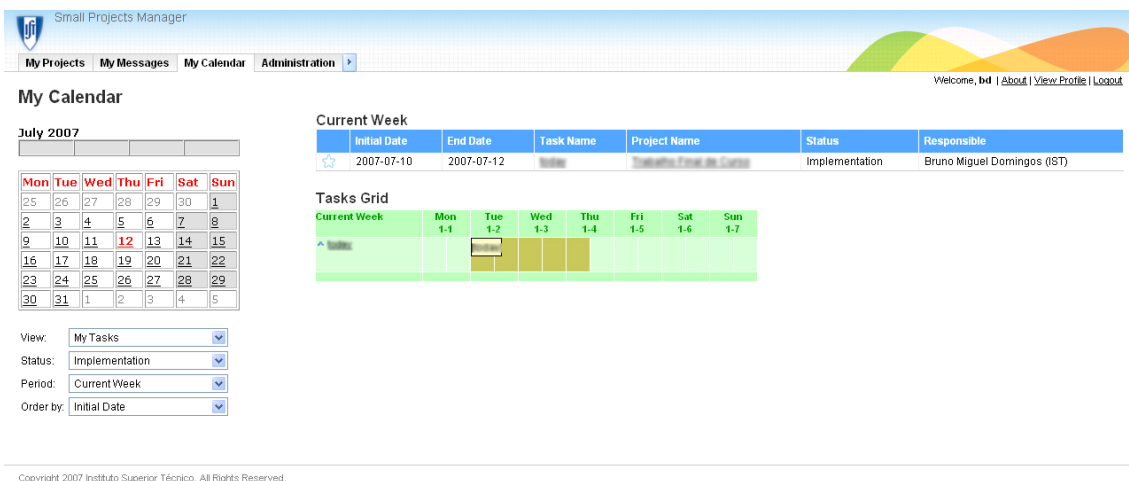 Small Projects Manager
My Projects My Messages My Calendar Administration
Welcome, bd | About | View Profile | Logout
My Calendar
July 2007
Mon Tue Wed Thu Fri Sat Sun
25 26 27 28 29 30 1
2 3 4 5 6 7 8
9 10 11 12 13 14 15
16 17 18 19 20 21 22
23 24 25 26 27 28 29
30 31 1 2 3 4 5
View: My Tasks
Status: Implementation
Period: Current Week
Order by: Initial Date
Current Week
Initial Date End Date Task Name Project Name Status Responsible
2007-07-10 2007-07-12 today Trabalho Final de Curso Implementation Bruno Miguel Domingos (IST)
Tasks Grid
Current Week Mon Tue Wed Thu Fri Sat Sun
1-1 1-2 1-3 1-4 1-5 1-6 1-7
today today
Copyright 2007 Instituto Superior Técnico. All Rights Reserved.